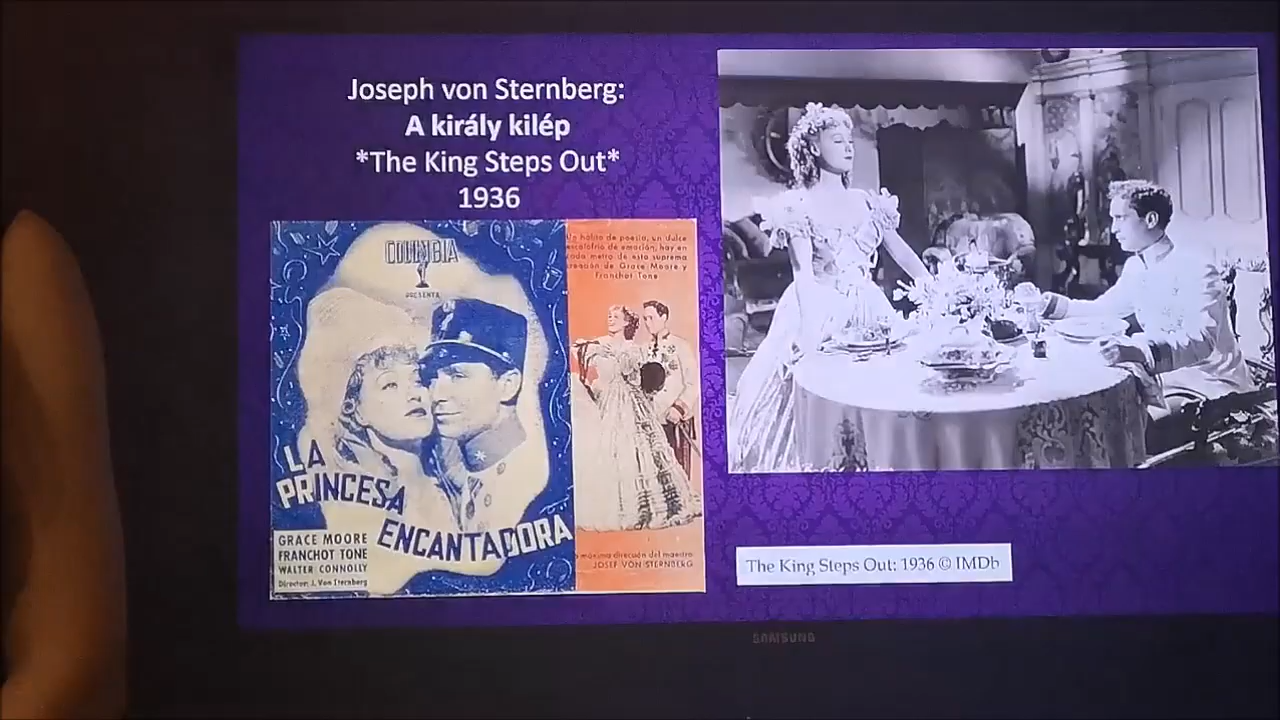 Joseph von Sternberg:
A király kilép
*The King Steps Out*
1936
COLUMBIA
PRESENTA
Un hálito de poesía, un dulce
escalofrío de emoción, hay en
cada metro de esta suprema
creación de Grace Moore y
Franchot Tone
LA
PRINCESA
ENCANTADORA
GRACE MOORE
FRANCHOT TONE
WALTER CONNOLLY
Director: J. Von Sternberg
máxima dirección del maestro
JOSEF VON STERNBERG
The King Steps Out: 1936 © IMDb
SAMSUNG